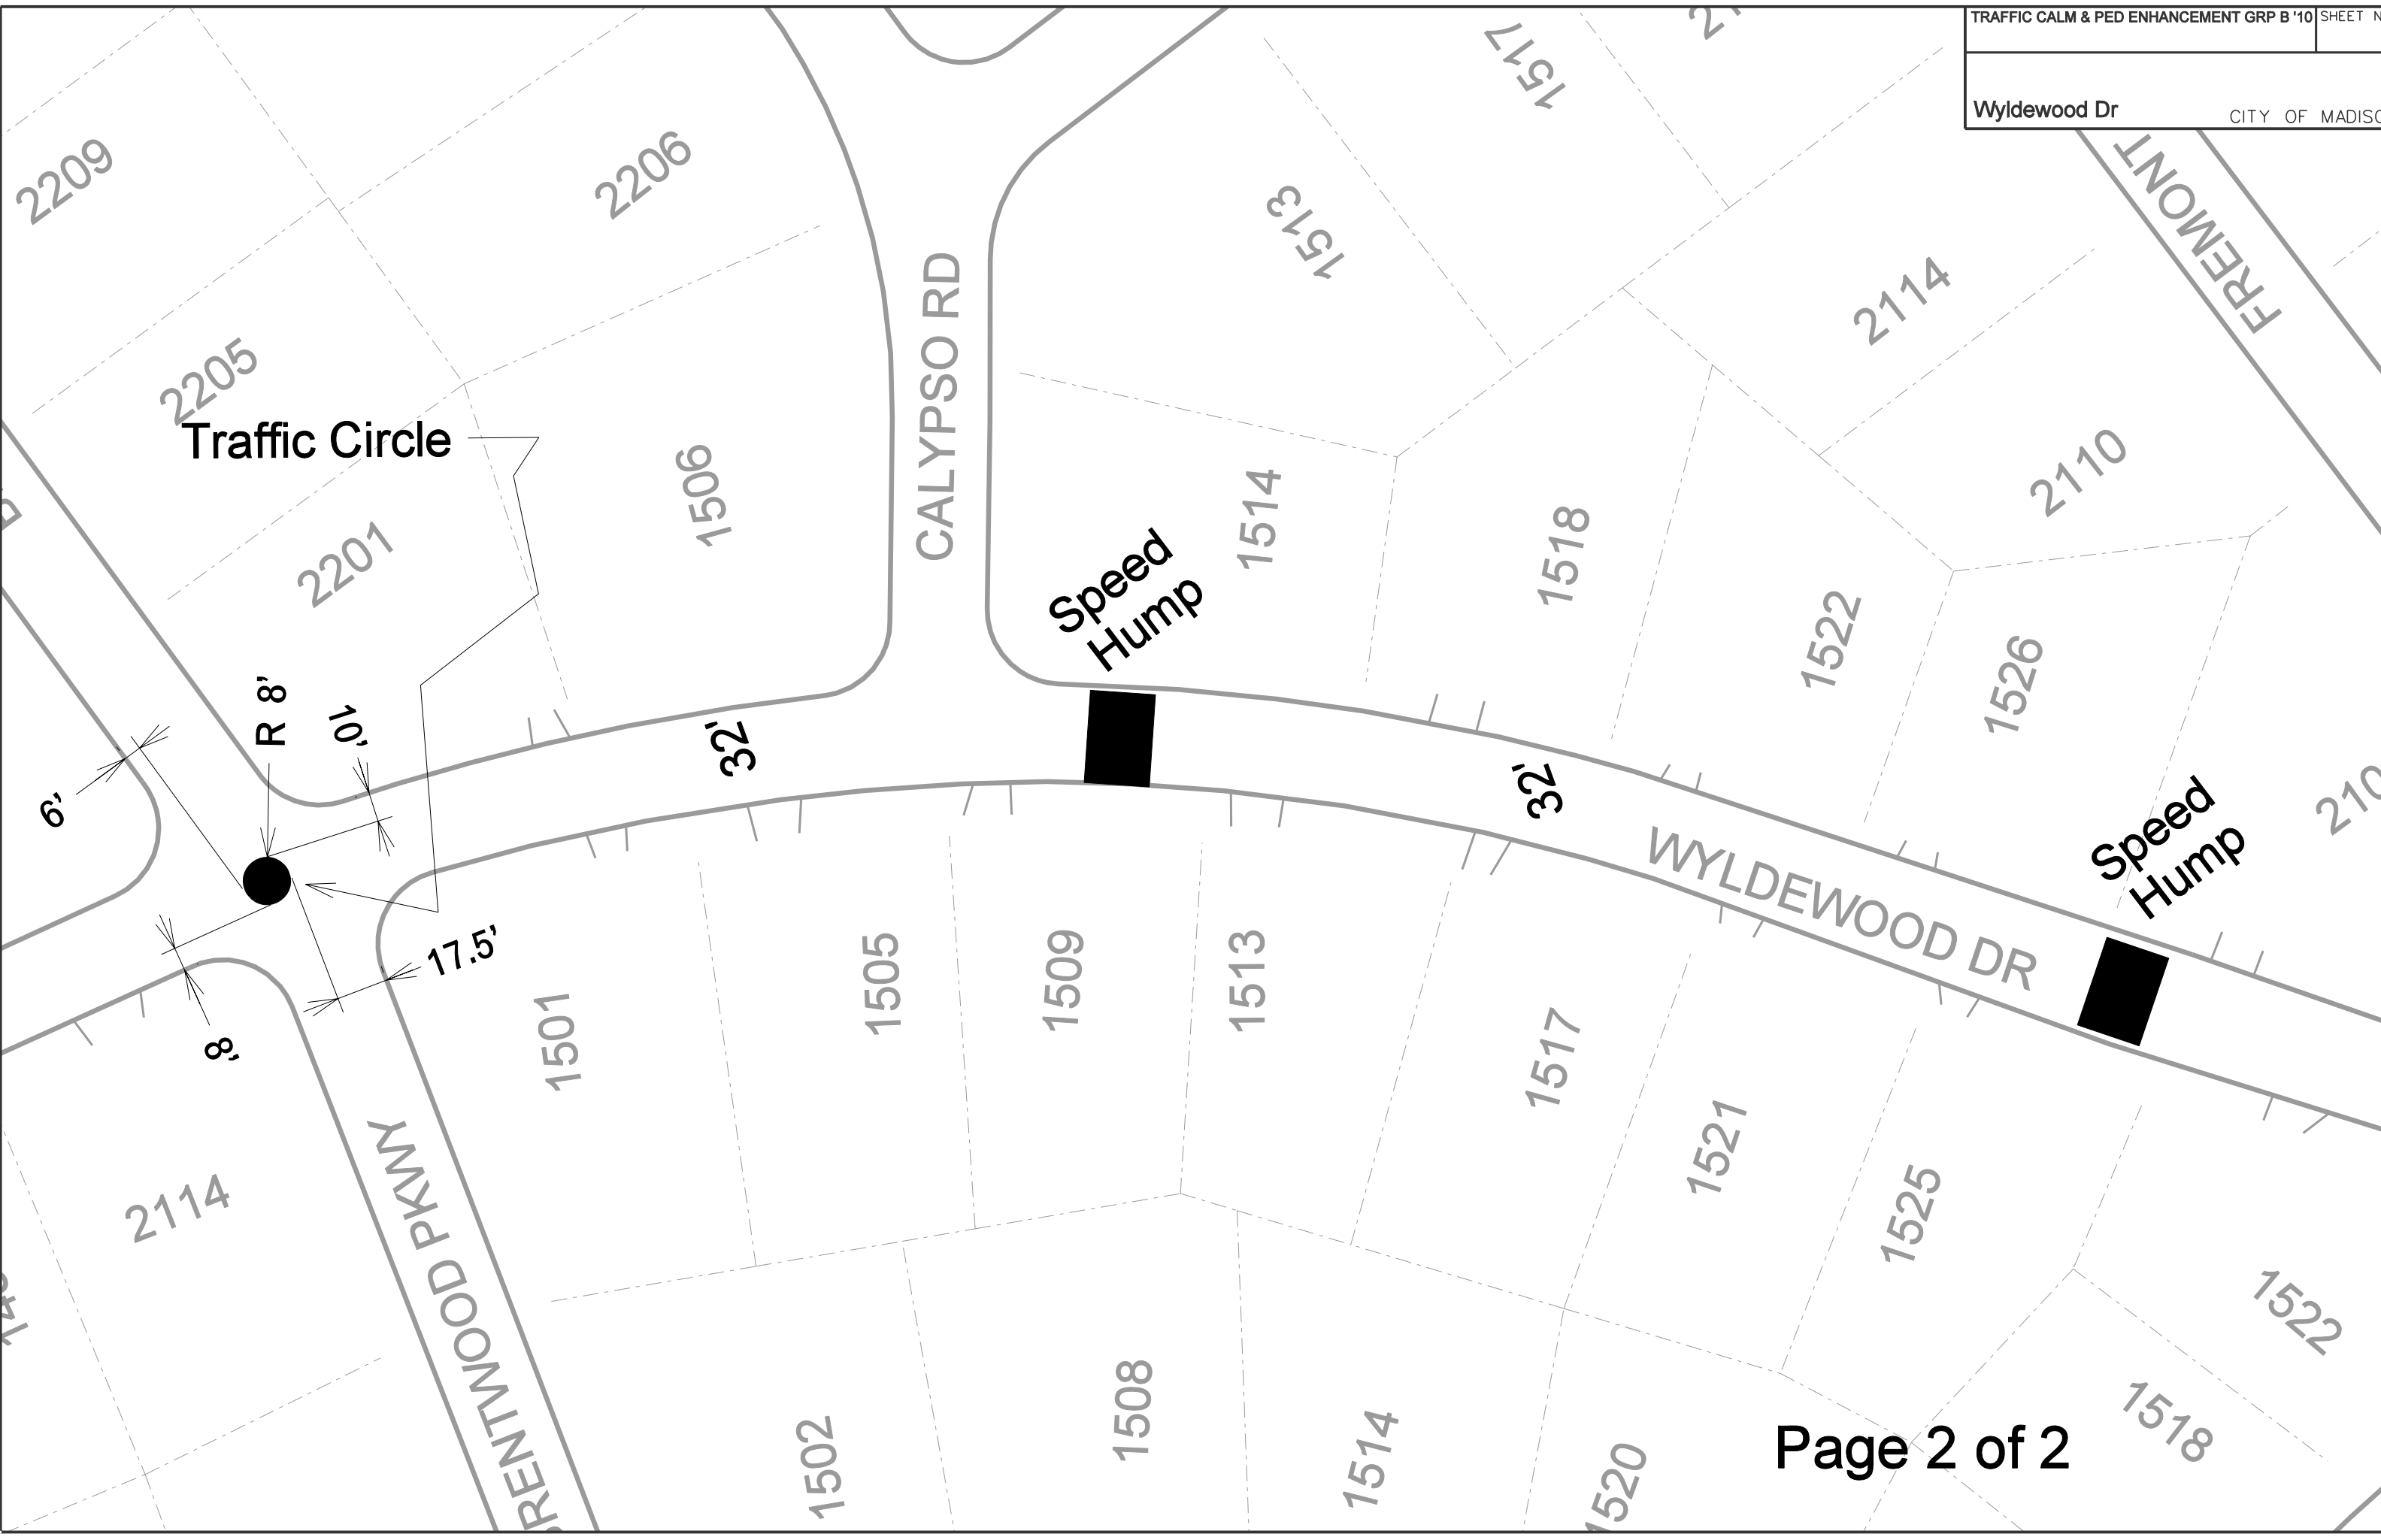 TRAFFIC CALM & PED ENHANCEMENT GRP B '10
SHEET N
Wyldewood Dr
CITY OF MADISO
1517
2209
2206
1513
FREMONT
2205
Traffic Circle
2201
1506
CALYPSO RD
Speed
Hump
1514
1518
2114
2110
1522
1526
210
R 8'
10'
6'
32'
32'
Speed
Hump
WYLDEWOOD DR
17.5'
8'
1501
1505
1509
1513
1517
1521
1525
2114
RENTWOOD PKWY
1502
1508
1514
1520
1522
1518
Page 2 of 2